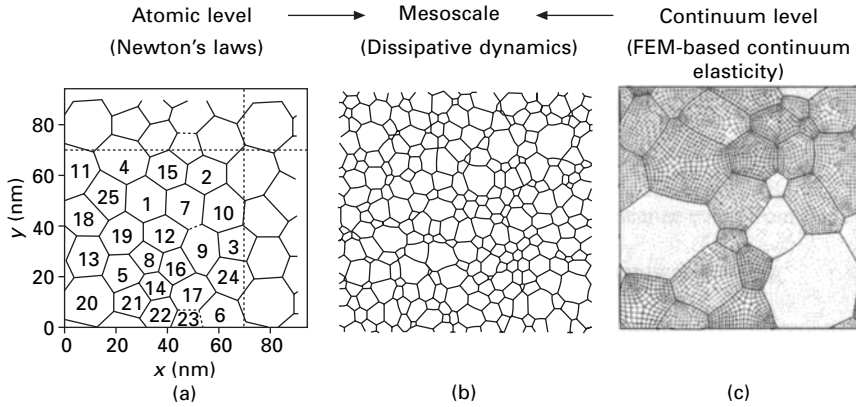 Atomic level
Mesoscale
Continuum level
(Newton's laws)
(Dissipative dynamics)
(FEM-based continuum
elasticity)
80
60
40
20
0
y (nm)
0
20
40
60
80
x (nm)
11
4
15
2
25
1
7
10
18
19
12
9
3
13
5
8
16
24
14
17
20
21
22
23
6
(a)
(b)
(c)